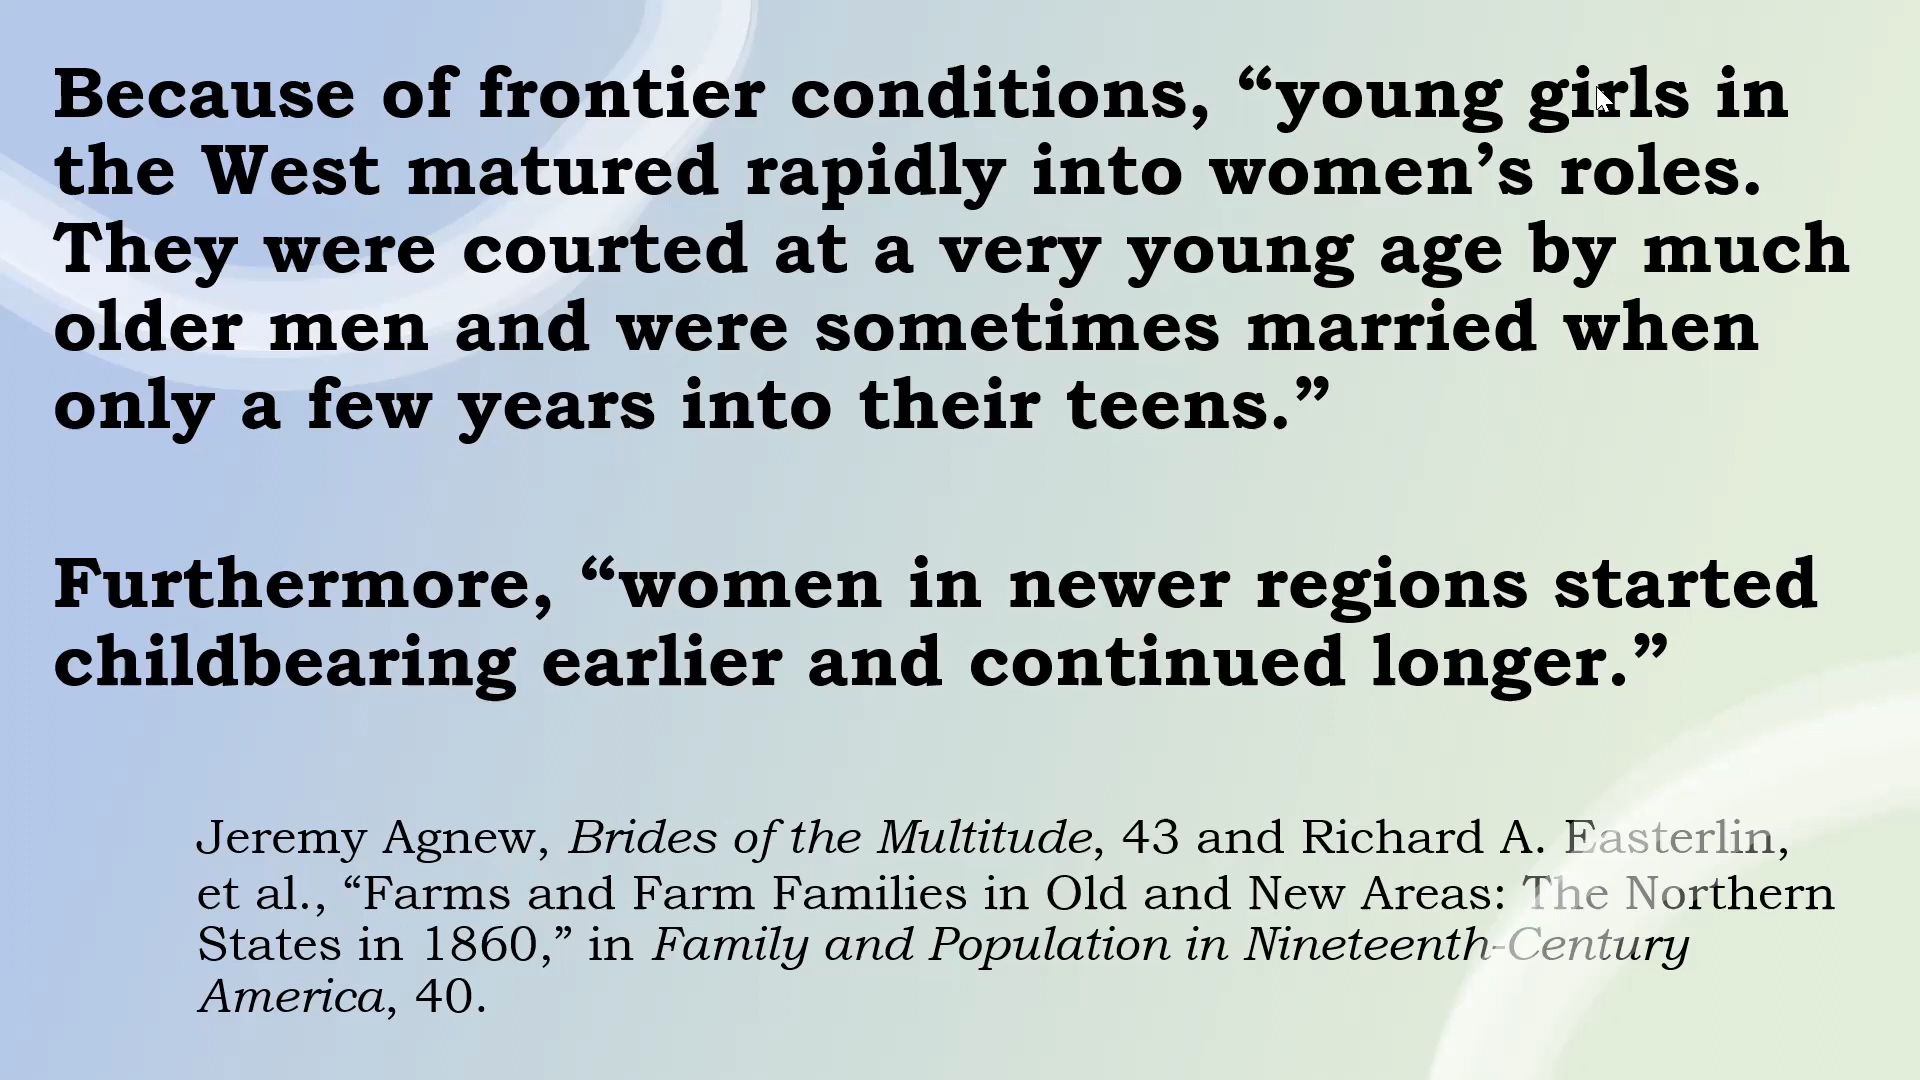 Because of frontier conditions, “young girls in
the West matured rapidly into women’s roles.
They were courted at a very young age by much
older men and were sometimes married when
only a few years into their teens.”
Furthermore, “women in newer regions started
childbearing earlier and continued longer.”
Jeremy Agnew, Brides of the Multitude, 43 and Richard A. Easterlin,
et al., “Farms and Farm Families in Old and New Areas: The Northern
States in 1860,” in Family and Population in Nineteenth-Century
America, 40.